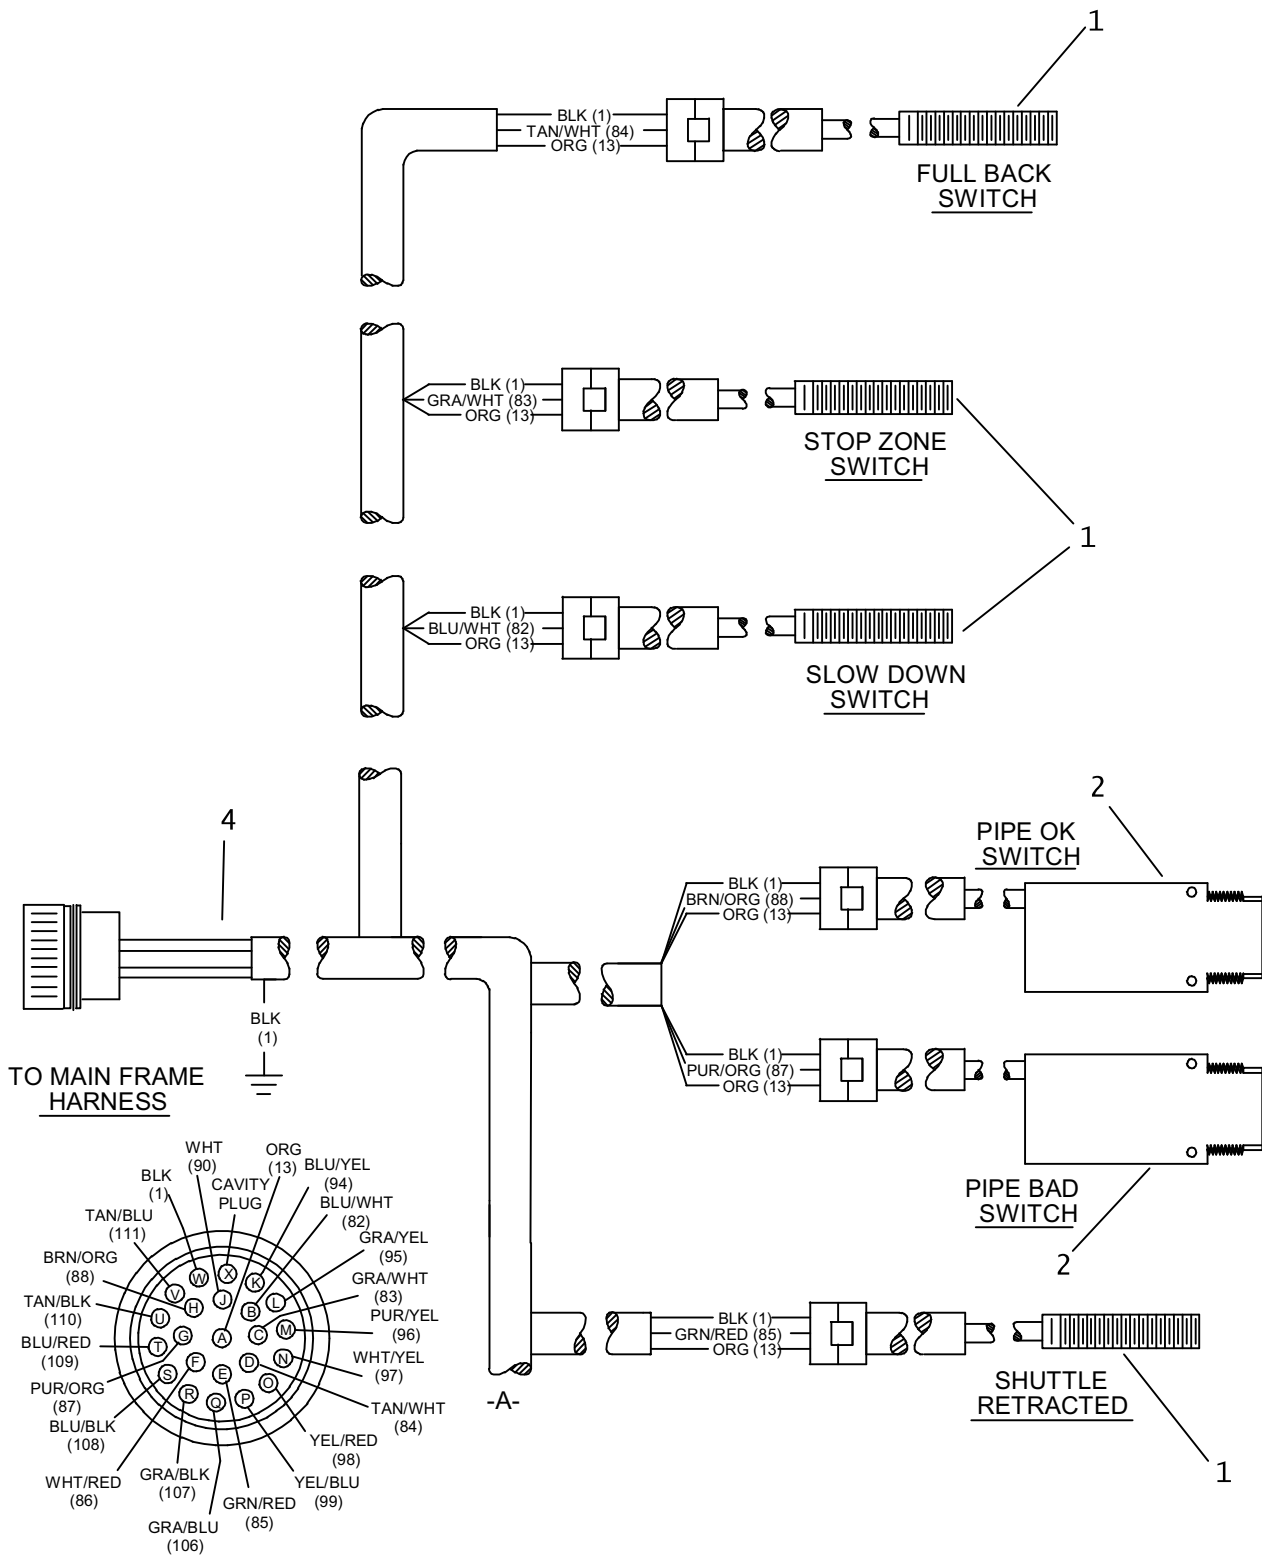 1
BLK (1)
TAN/WHT (84)
ORG (13)
FULL BACK
SWITCH
BLK (1)
GRA/WHT (83)
ORG (13)
STOP ZONE
SWITCH
1
BLK (1)
BLU/WHT (82)
ORG (13)
SLOW DOWN
SWITCH
2
4
PIPE OK
SWITCH
BLK (1)
BRN/ORG (88)
ORG (13)
BLK
(1)
BLK (1)
PUR/ORG (87)
ORG (13)
TO MAIN FRAME
HARNESS
PIPE BAD
SWITCH
2
WHT
(90)
ORG
(13)
BLK
(1)
CAVITY
PLUG
BLU/YEL
(94)
TAN/BLU
(111)
BLU/WHT
(82)
BRN/ORG
(88)
GRA/YEL
(95)
TAN/BLK
(110)
GRA/WHT
(83)
BLU/RED
(109)
PUR/YEL
(96)
PUR/ORG
(87)
WHT/YEL
(97)
BLU/BLK
(108)
TAN/WHT
(84)
WHT/RED
(86)
YEL/RED
(98)
GRA/BLK
(107)
YEL/BLU
(99)
GRA/BLU
(106)
GRN/RED
(85)
W
X
K
V
H
J
B
L
U
G
A
C
M
T
F
D
N
S
E
O
R
Q
P
-A-
BLK (1)
GRN/RED (85)
ORG (13)
SHUTTLE
RETRACTED
1